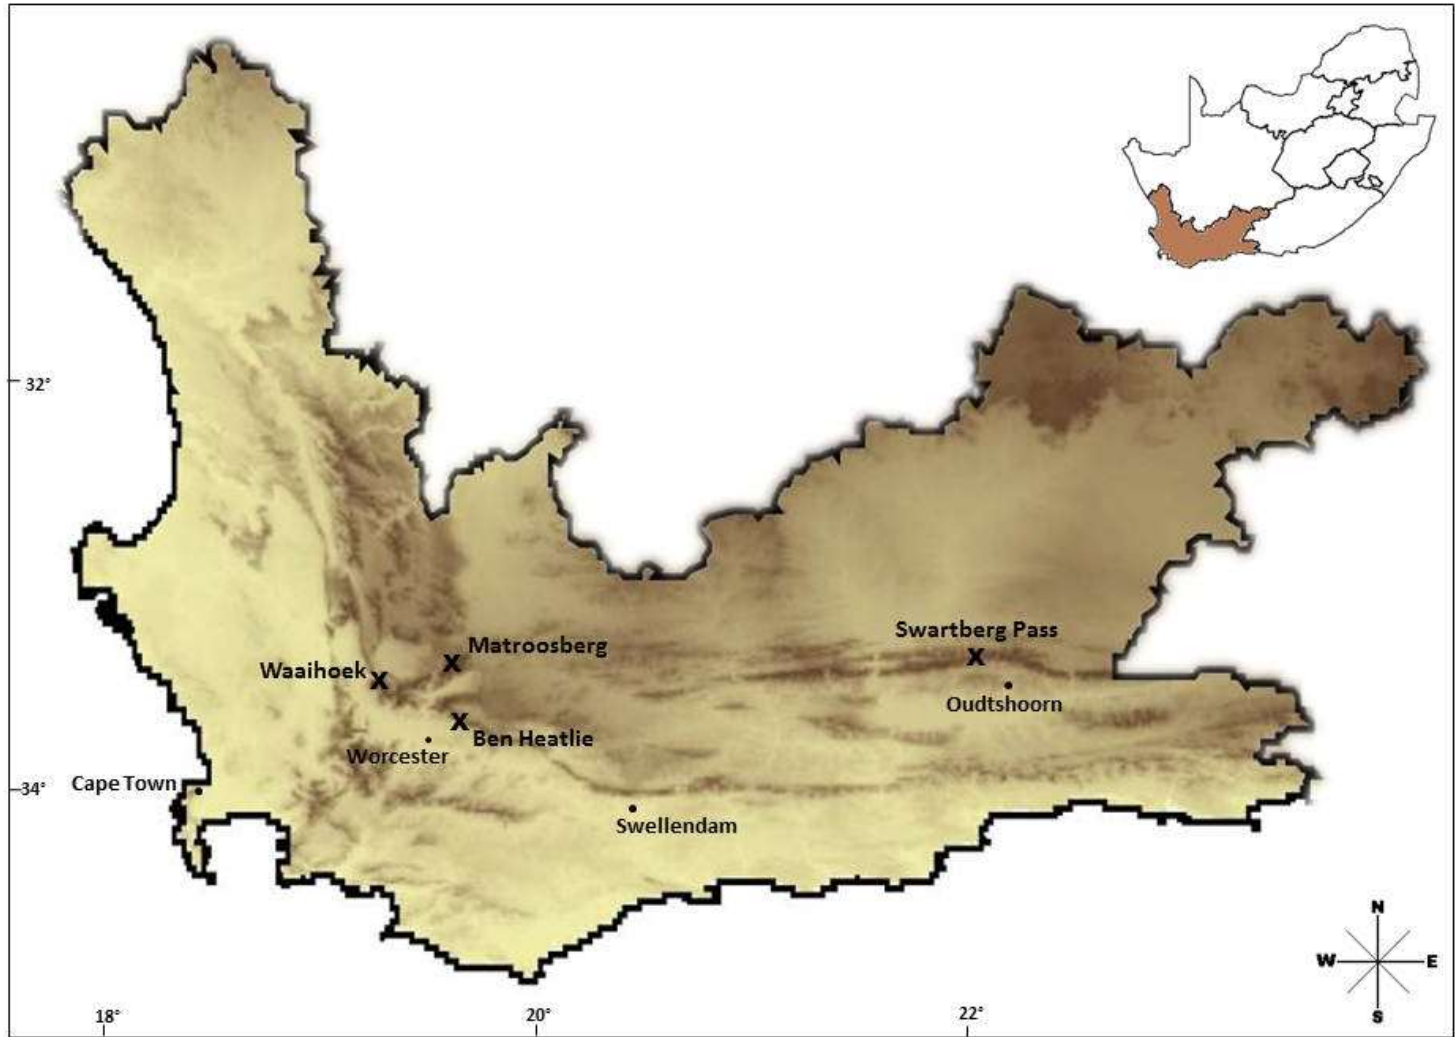 32°
Swartberg Pass
X
Matroosberg
X
Waaihoek
X
Oudtshoorn
X
Ben Heatlie
Worcester
Cape Town
34°
Swellendam
N
W
E
S
18°
20°
22°